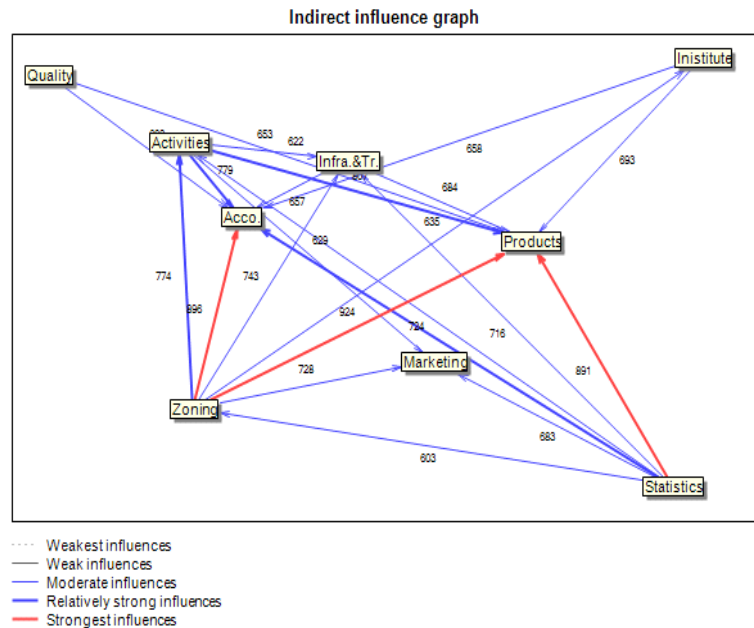 Indirect influence graph
Inistitute
Quality
653
622
658
Activities
Infra.&Tr.
693
779
684
657
Acco.
635
629
Products
774
743
896
924
724
716
Marketing
728
891
Zoning
683
603
Statistics
Weakest influences
Weak influences
Moderate influences
Relatively strong influences
Strongest influences